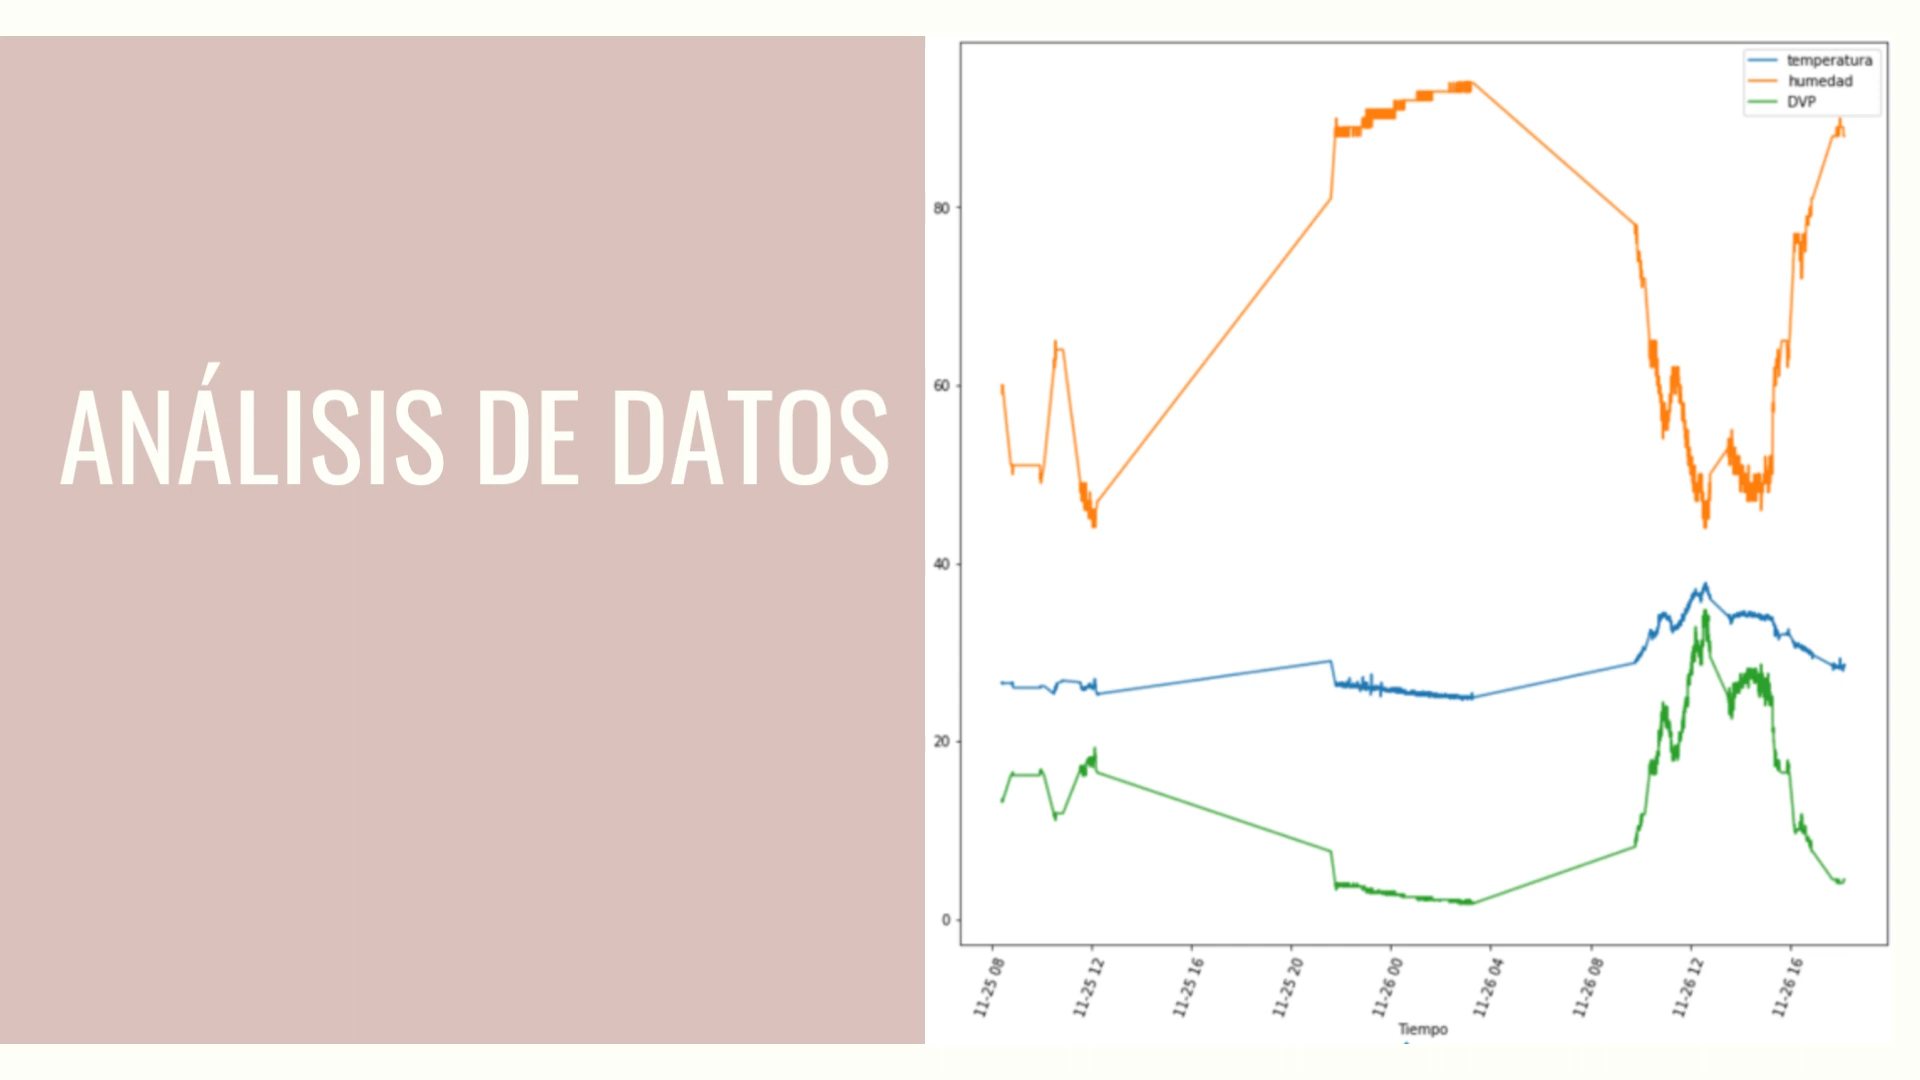 ANÁLISIS DE DATOS
temperatura
humedad
DVP
80
60
40
20
0
11-25 08
11-25 12
11-25 16
11-25 20
11-26 00
11-26 04
11-26 08
11-26 12
11-26 16
Tiempo